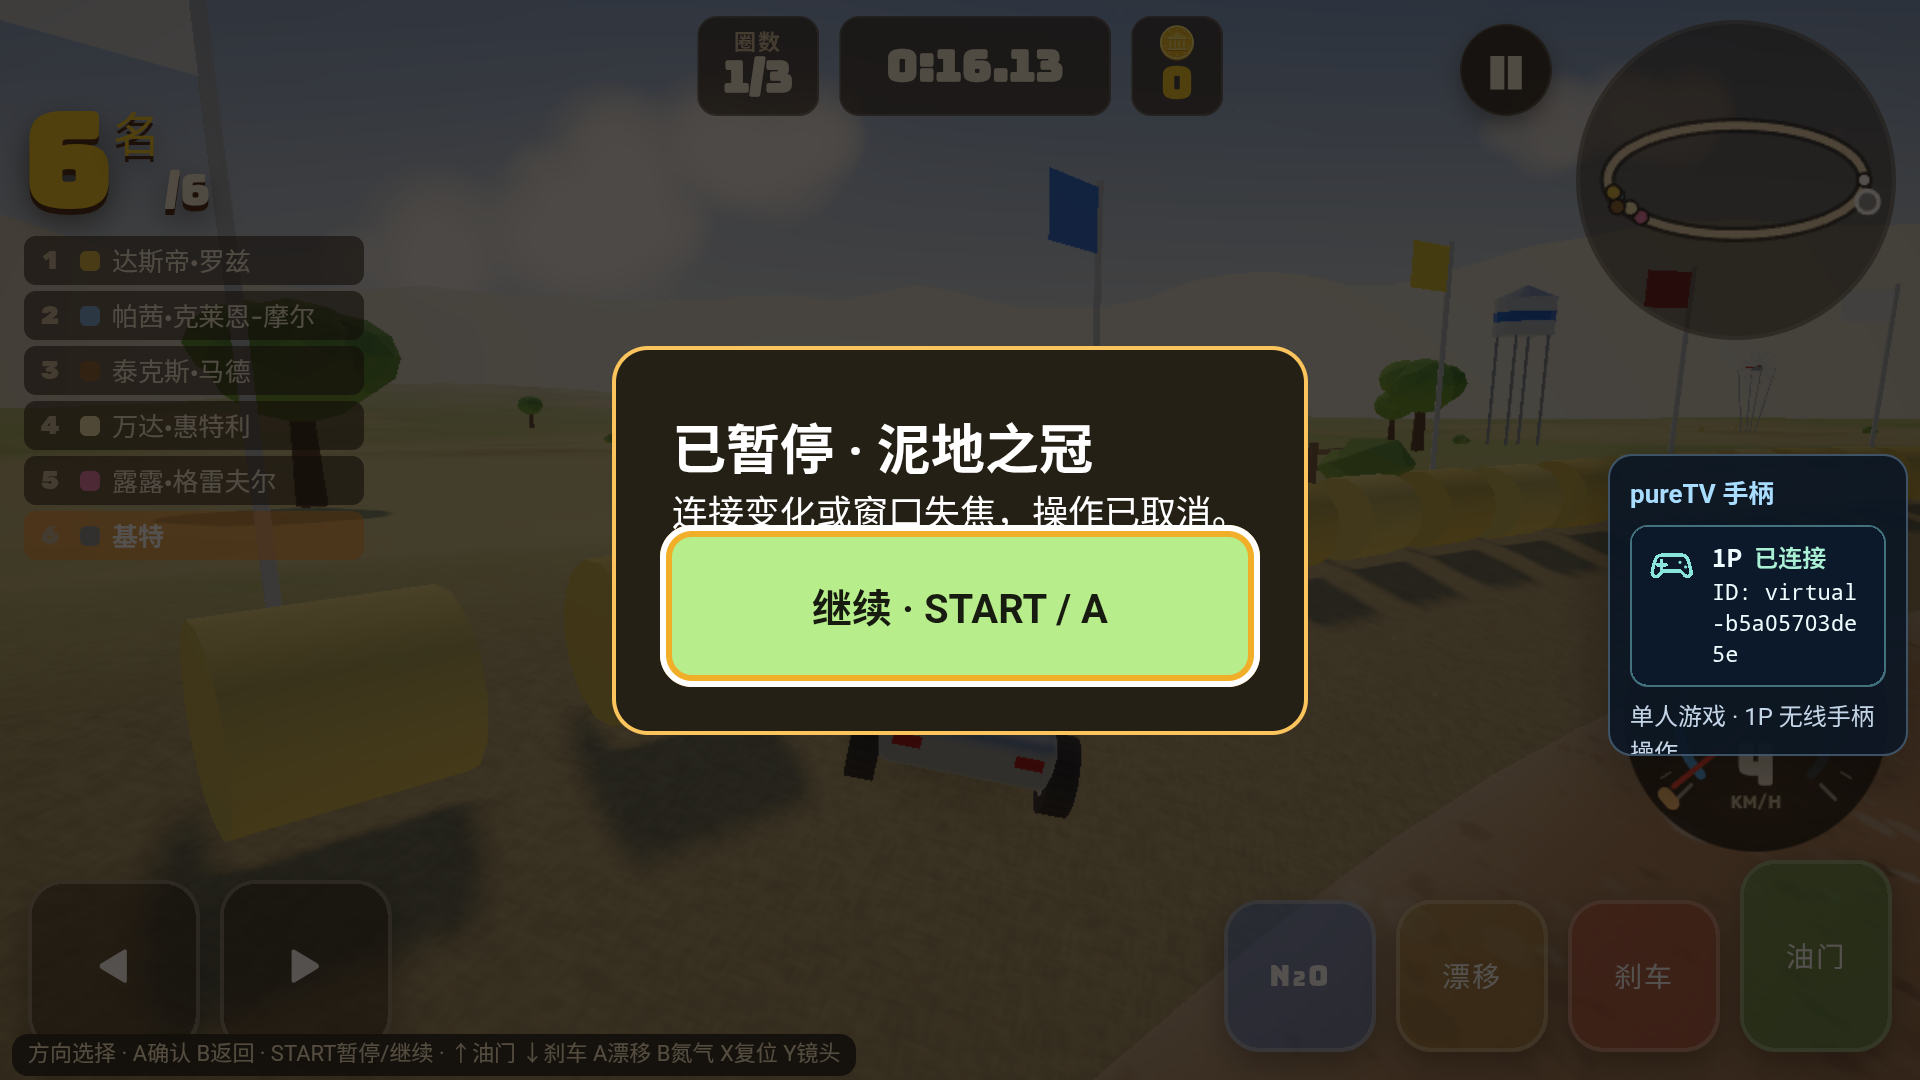 圈数
1/3
0:16.13
0
6名
/6
1 达斯帝•罗兹
2 帕茜•克莱恩-摩尔
3 泰克斯•马德
4 万达•惠特利
5 露露•格雷夫尔
6 基特
已暂停 · 泥地之冠
连接变化或窗口失焦，操作已取消。
继续 · START / A
pureTV 手柄
1P 已连接
ID: virtual
-b5a05703de
5e
单人游戏 · 1P 无线手柄
操作
4
KM/H
N₂O
漂移
刹车
油门
方向选择 · A确认 B返回 · START暂停/继续 · ↑油门 ↓刹车 A漂移 B氮气 X复位 Y镜头